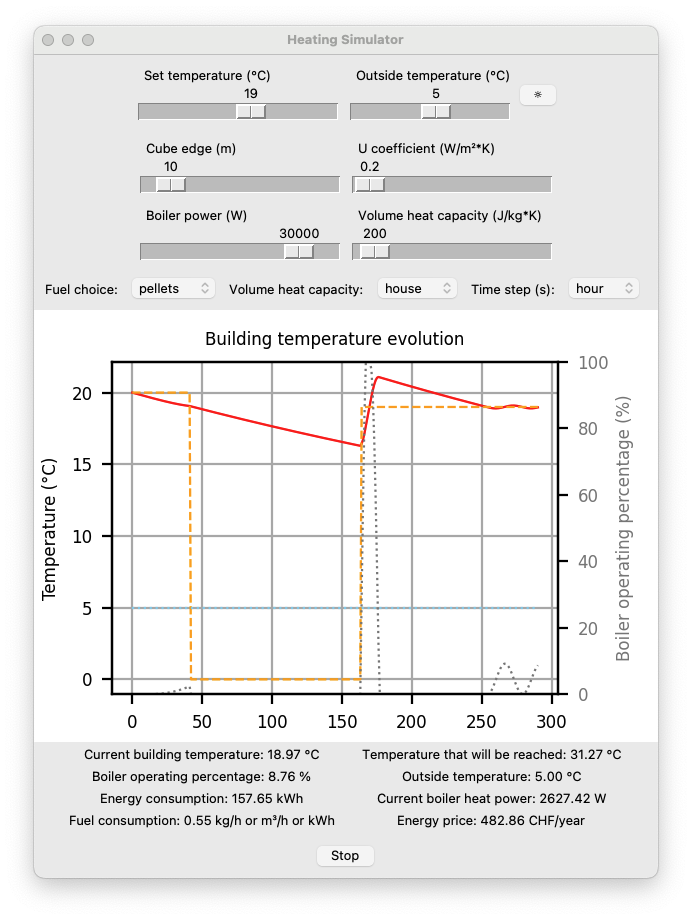 Heating Simulator
Set temperature (°C) Outside temperature (°C)
19 5
Cube edge (m) U coefficient (W/m²*K)
10 0.2
Boiler power (W) Volume heat capacity (J/kg*K)
30000 200
Fuel choice: pellets Volume heat capacity: house Time step (s): hour
Building temperature evolution
Temperature (°C)
20
15
10
5
0
0 50 100 150 200 250 300
100
80
60
40
20
0
Boiler operating percentage (%)
Current building temperature: 18.97 °C Temperature that will be reached: 31.27 °C
Boiler operating percentage: 8.76 % Outside temperature: 5.00 °C
Energy consumption: 157.65 kWh Current boiler heat power: 2627.42 W
Fuel consumption: 0.55 kg/h or m³/h or kWh Energy price: 482.86 CHF/year
Stop